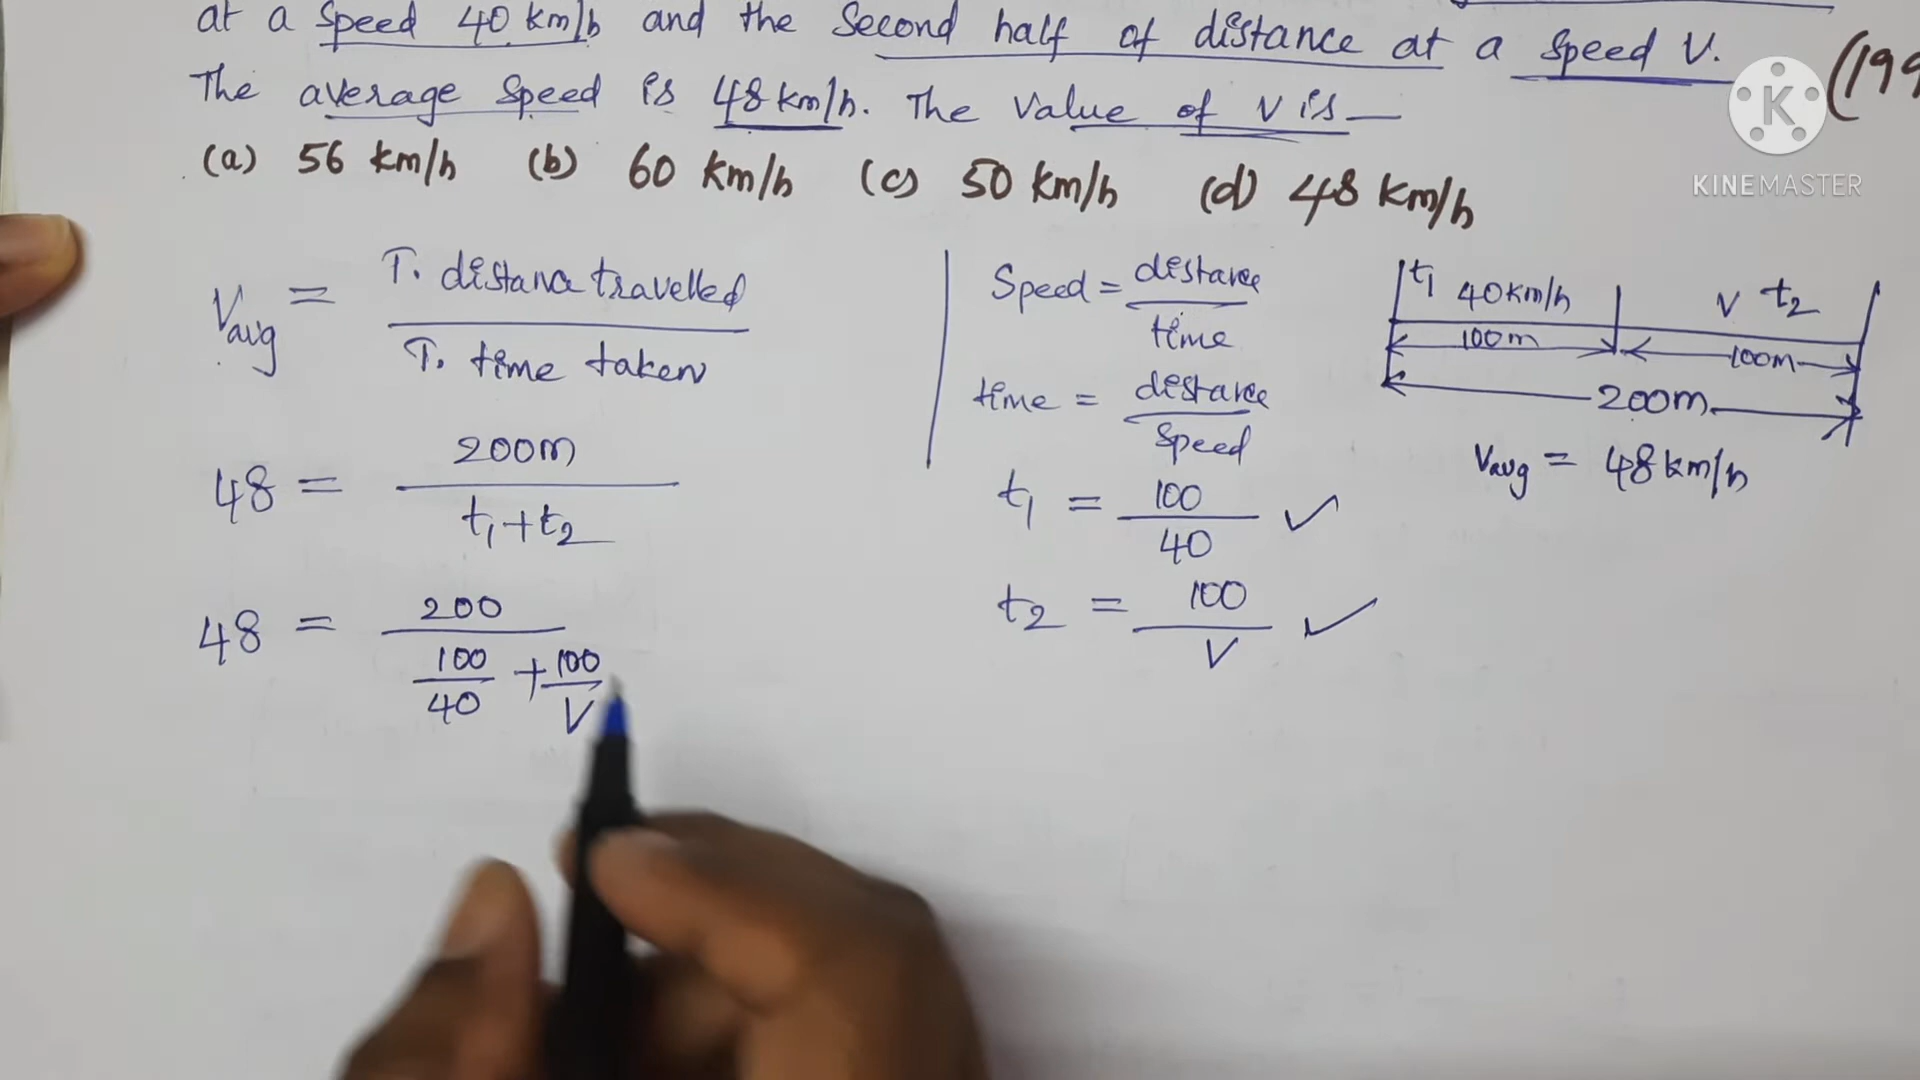 at a speed 40 km/h and the second half of distance at a speed V.
The average speed is 48 km/h. The value of v is —
(199
(a) 56 km/h (b) 60 km/h (c) 50 km/h (d) 48 km/h
K
KINEMASTER
Vavg = T. distana travelled / T. time taken
48 = 200m / t1+t2
48 = 200 / 100/40 + 100/V
Speed = distance / time
time = distance / speed
t1 = 100 / 40 ✓
t2 = 100 / V ✓
t1 40km/h V t2
100m 100m
200m
Vavg = 48 km/h